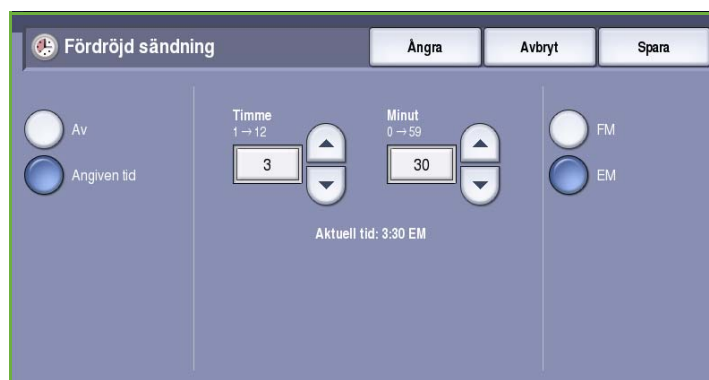 Fördröjd sändning
Ångra
Avbryt
Spara
Av
Angiven tid
Timme
1→12
3
Minut
0→59
30
FM
EM
Aktuell tid: 3:30 EM